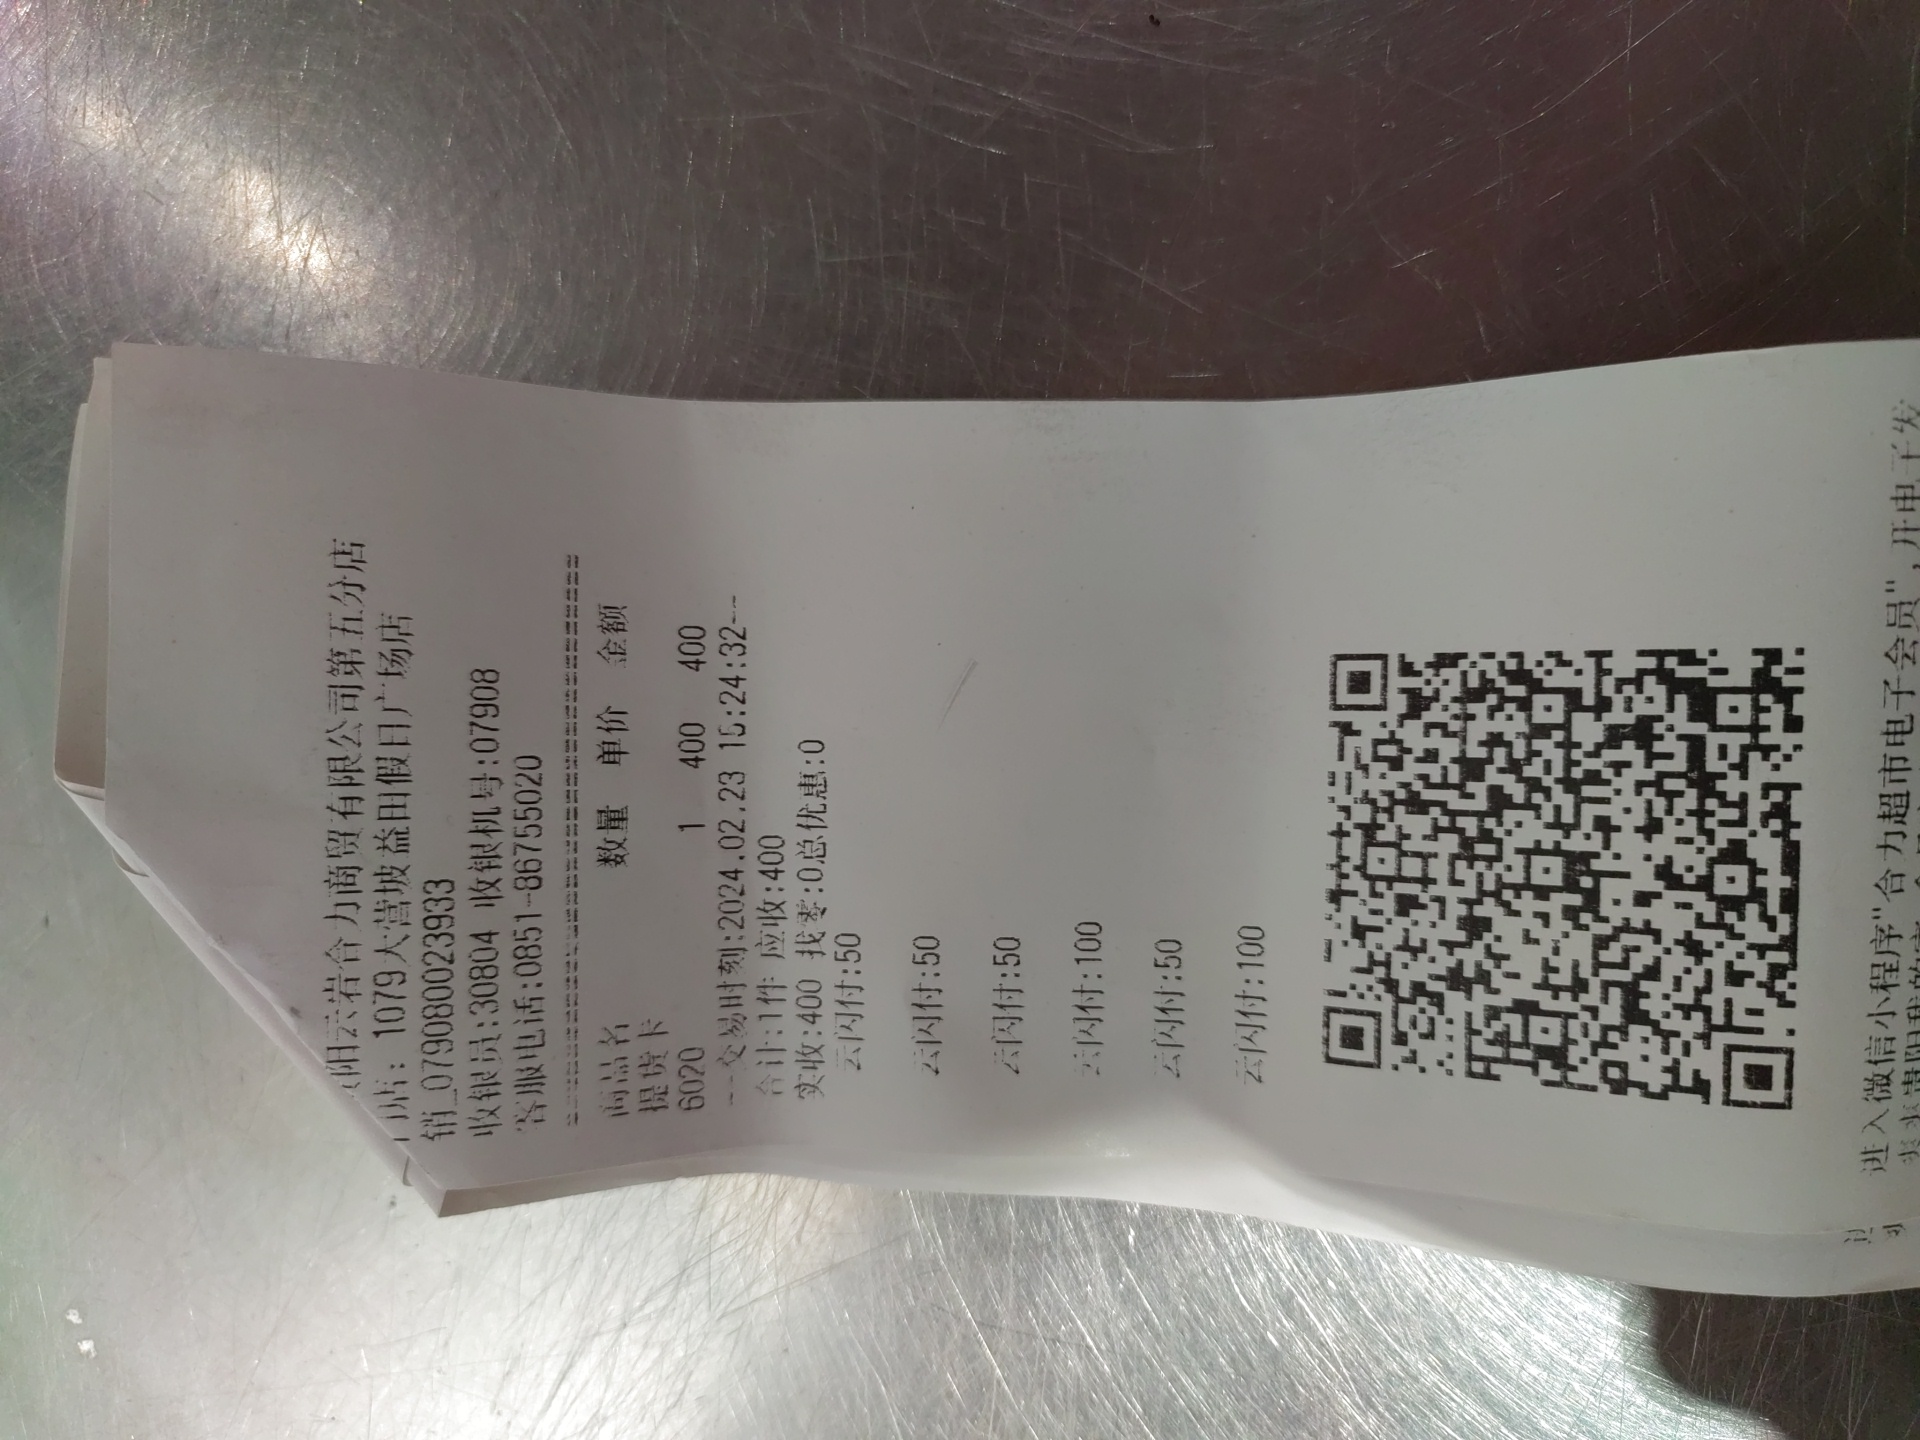 阳云岩合力商贸有限公司第五分店
门店: 1079大营坡益田假日广场店
销_0790800239​33
收银员:30804 收银机号:07908
客服电话:0851-86755020
商品名 数量 单价 金额
提货卡
6020 1 400 400
--交易时刻:2024.02.23 15:24:32--
合计:1件 应收:400
实收:400 找零:0总优惠:0
云闪付:50
云闪付:50
云闪付:50
云闪付:100
云闪付:50
云闪付:100
进入微信小程序"合力超市电子会员",开电子发